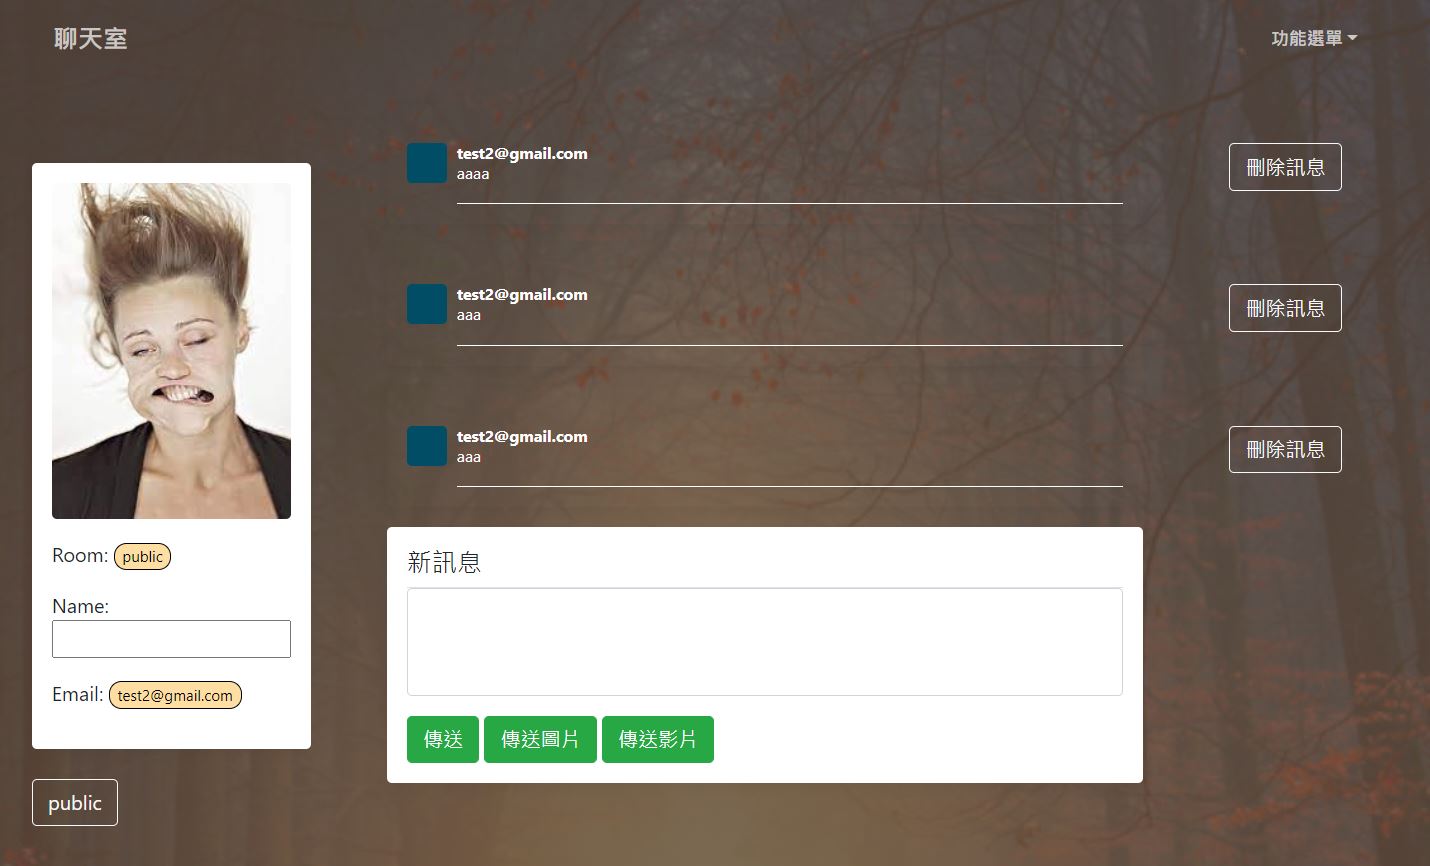 聊天室
功能選單
test2@gmail.com
aaaa
刪除訊息
test2@gmail.com
aaa
刪除訊息
test2@gmail.com
aaa
刪除訊息
Room: public
Name:
Email: test2@gmail.com
public
新訊息
傳送 傳送圖片 傳送影片